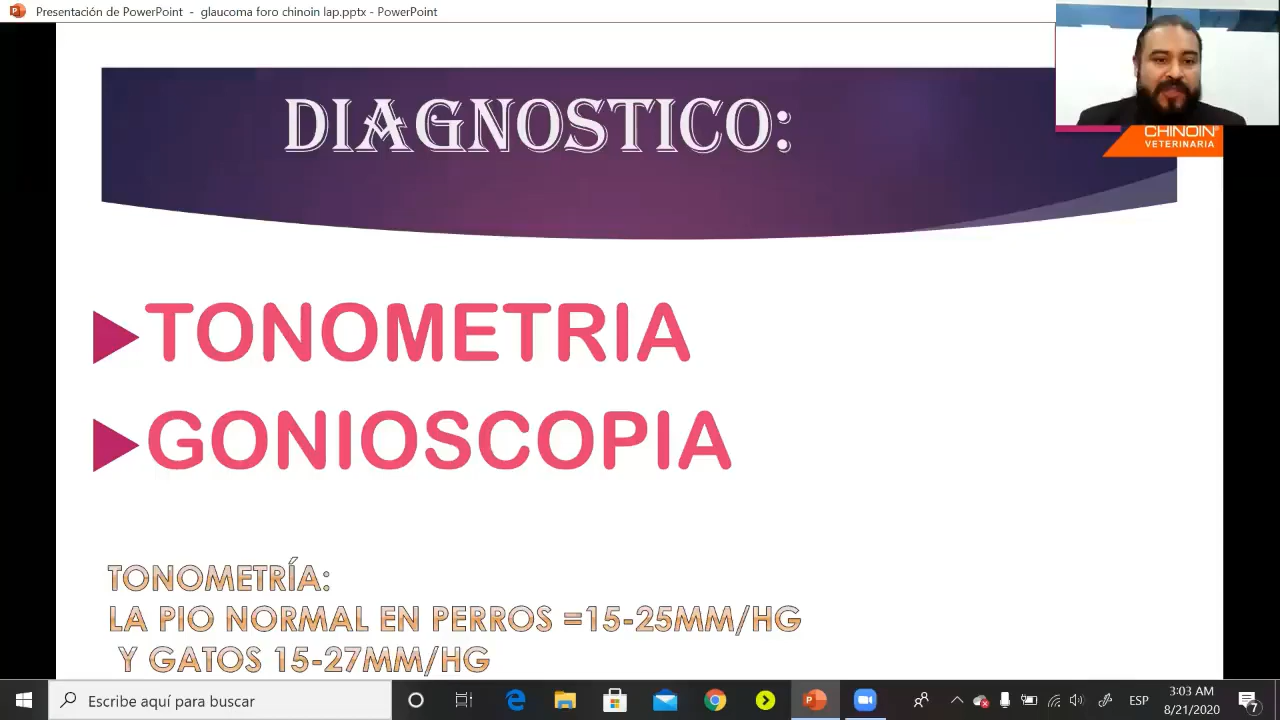 Presentación de PowerPoint - glaucoma foro chinoin lap.pptx - PowerPoint
DIAGNOSTICO:
CHINOIN®
VETERINARIA
TONOMETRIA
GONIOSCOPIA
TONOMETRÍA:
LA PIO NORMAL EN PERROS =15-25MM/HG
Y GATOS 15-27MM/HG
Escribe aquí para buscar
ESP
3:03 AM
8/21/2020
7